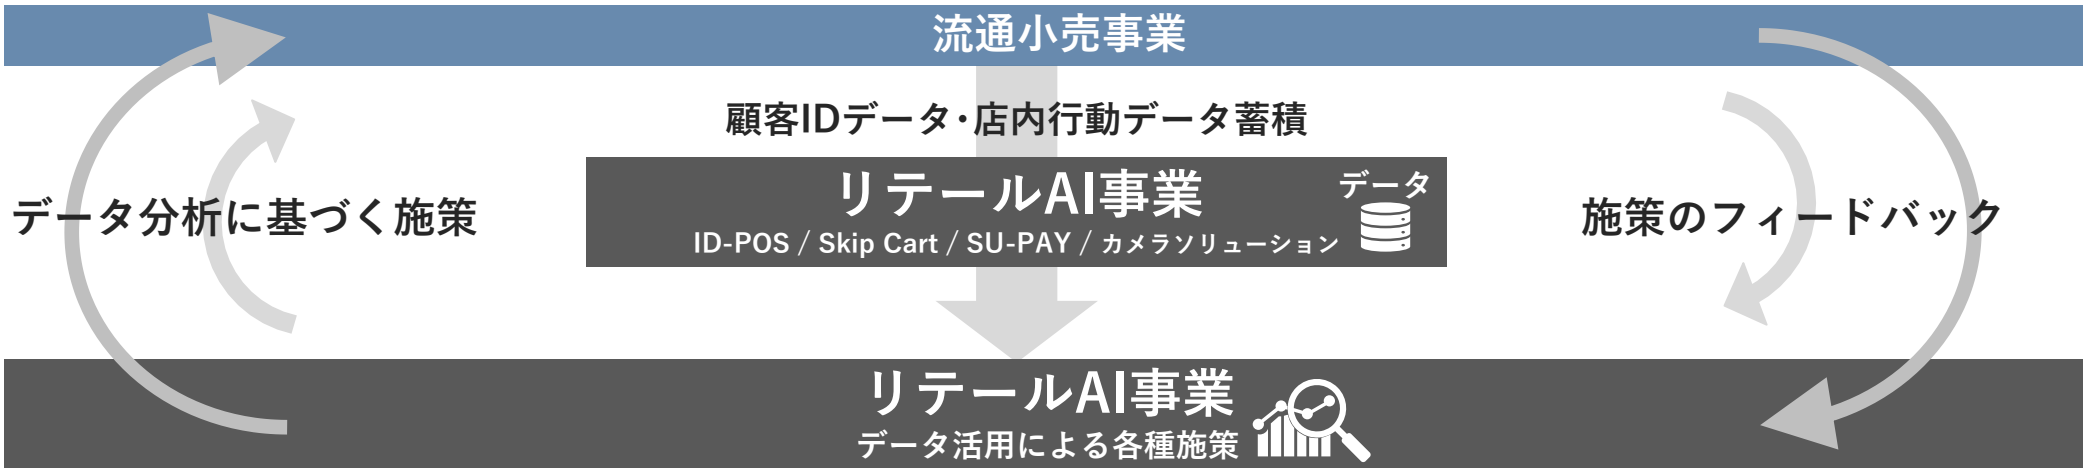 流通小売事業
顧客IDデータ・店内行動データ蓄積
リテールAI事業
データ
ID-POS / Skip Cart / SU-PAY / カメラソリューション
データ分析に基づく施策
施策のフィードバック
リテールAI事業
データ活用による各種施策